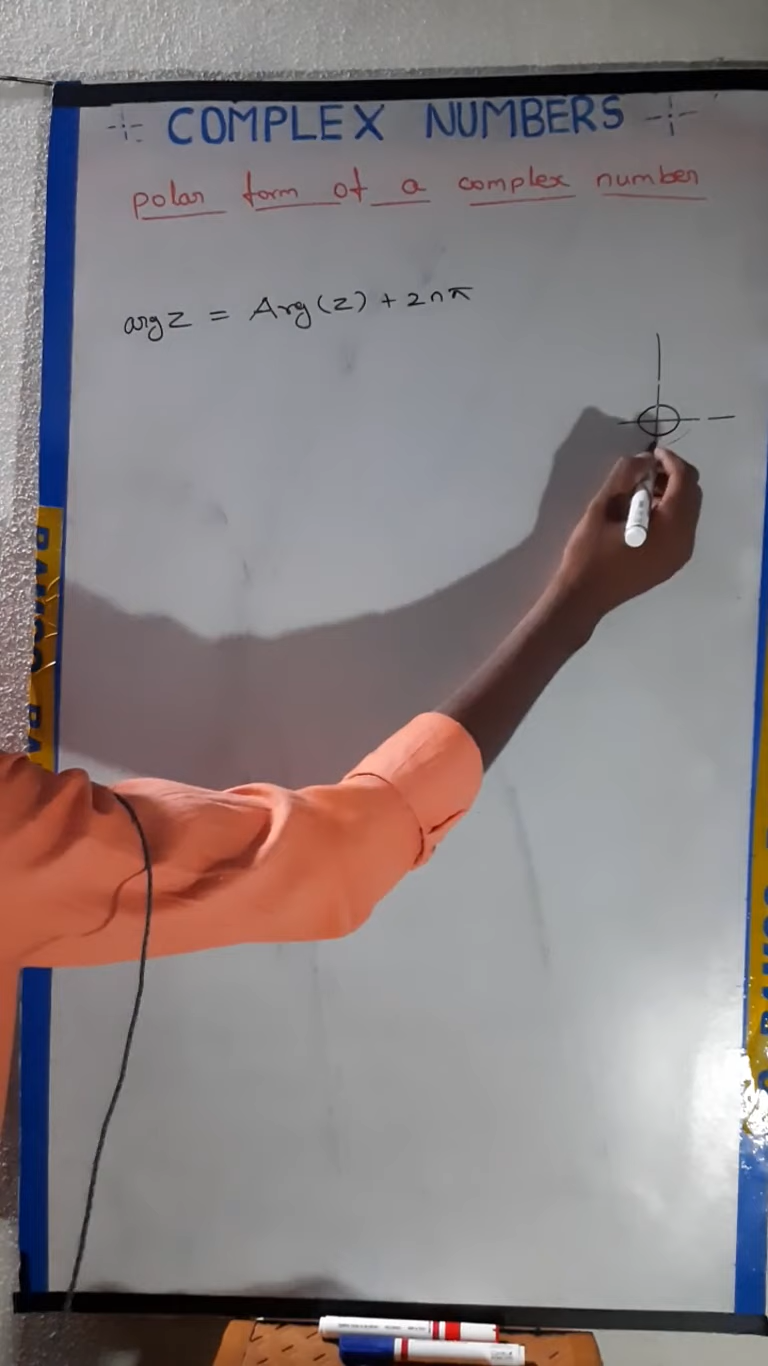 COMPLEX NUMBERS
polar form of a complex number
arg z = Arg(z) + 2nπ